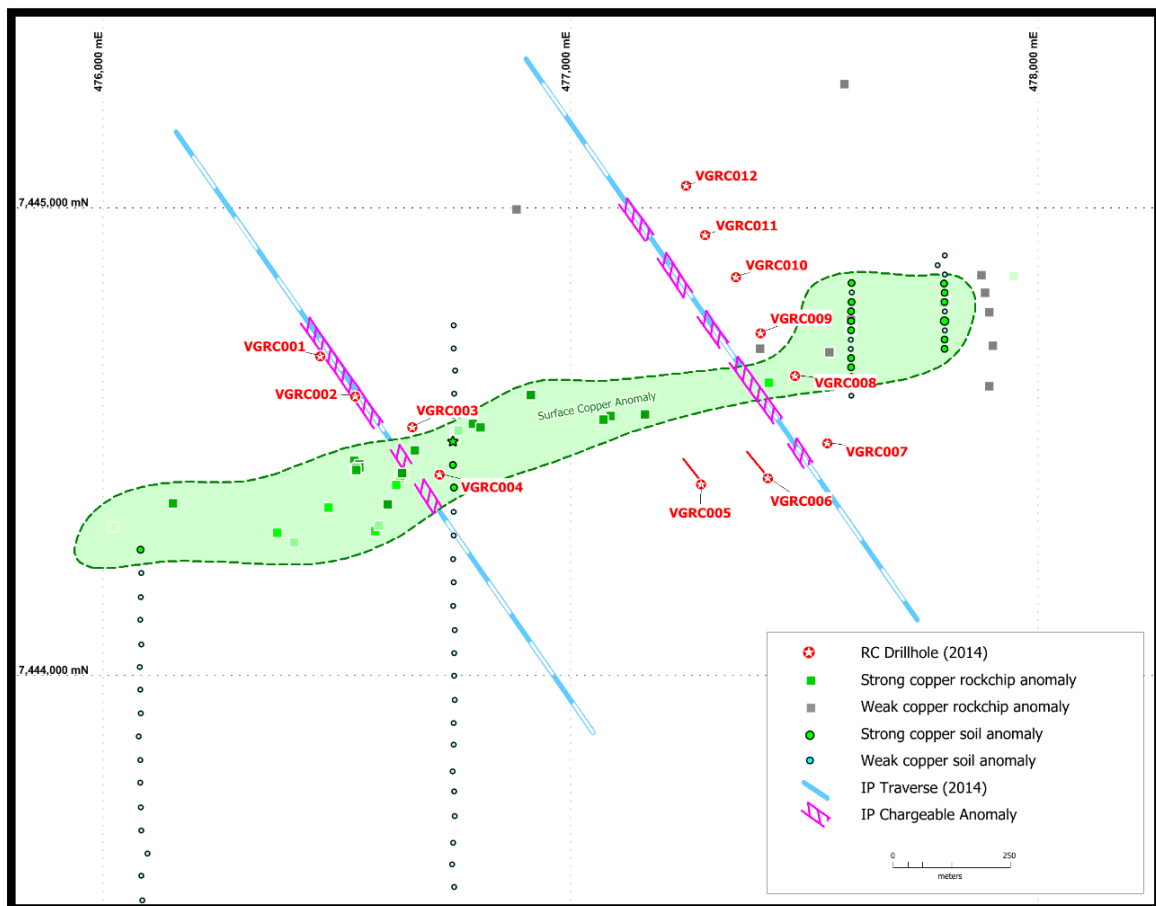 476,000 mE
477,000 mE
478,000 mE
VGRC012
7,445,000 mN
VGRC011
VGRC010
VGRC009
VGRC001
VGRC008
VGRC002
Surface Copper Anomaly
VGRC003
VGRC007
VGRC004
VGRC006
VGRC005
7,444,000 mN
RC Drillhole (2014)
Strong copper rockchip anomaly
Weak copper rockchip anomaly
Strong copper soil anomaly
Weak copper soil anomaly
IP Traverse (2014)
IP Chargeable Anomaly
0 250
meters